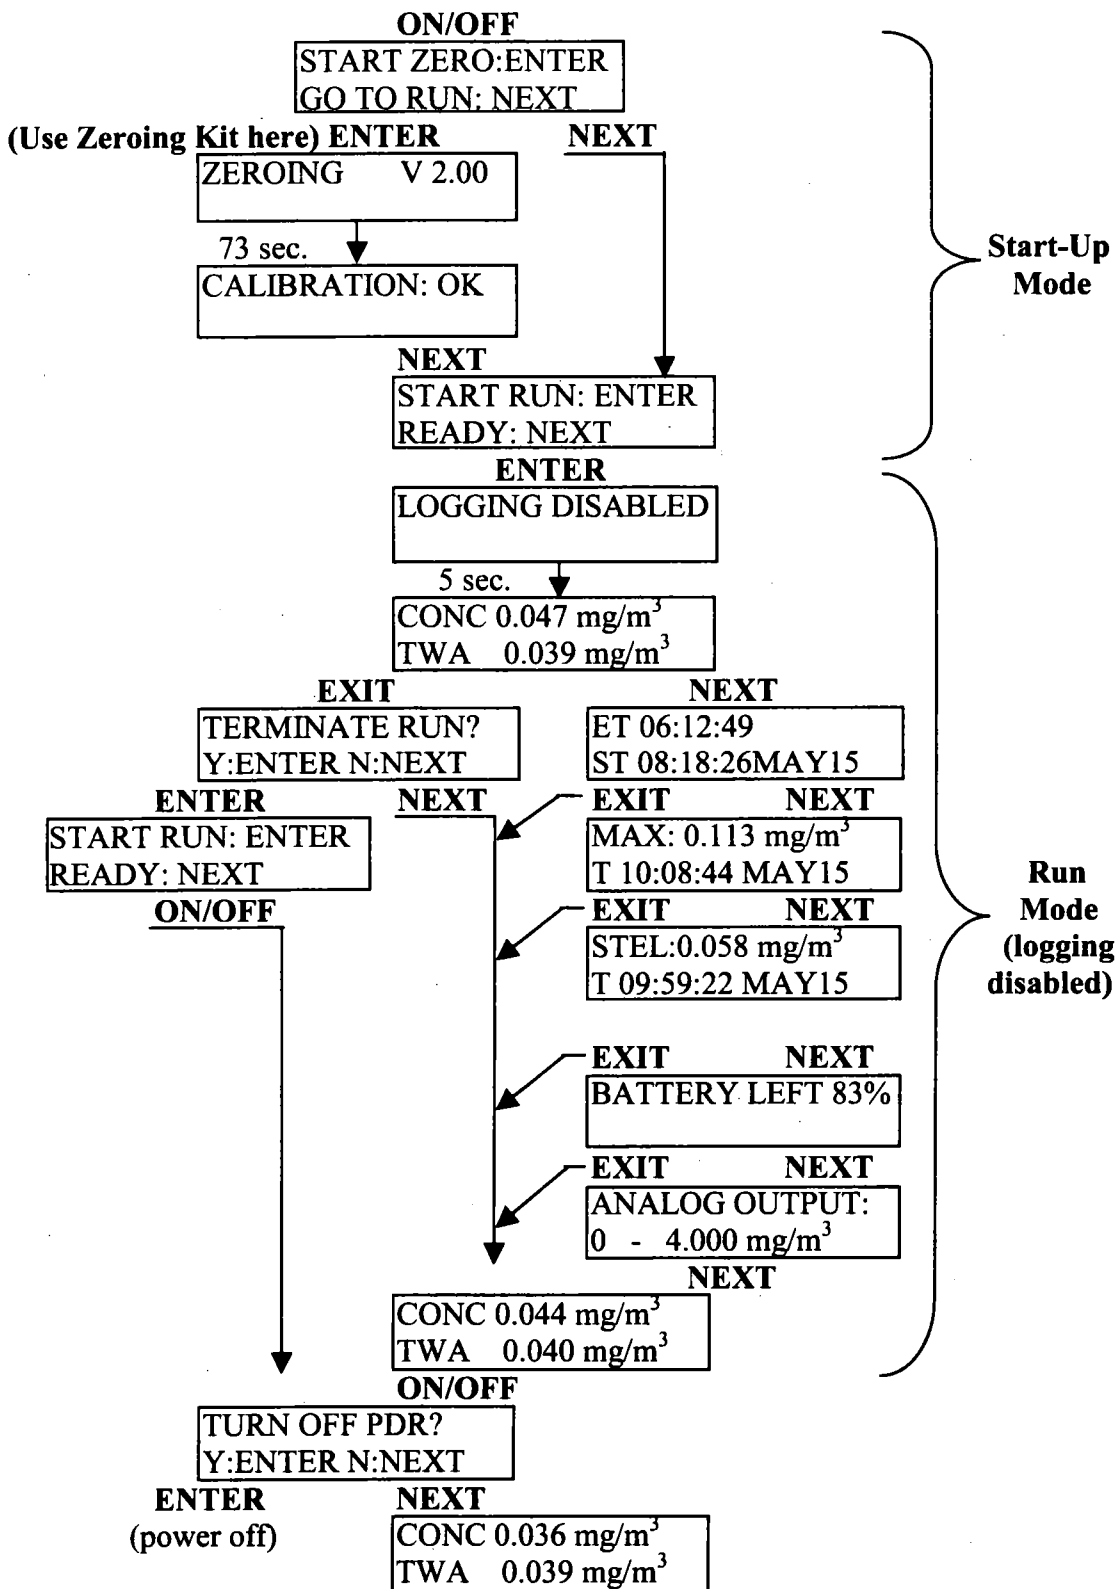 ON/OFF
START ZERO:ENTER
GO TO RUN: NEXT
(Use Zeroing Kit here) ENTER
NEXT
ZEROING V 2.00
73 sec.
CALIBRATION: OK
NEXT
START RUN: ENTER
READY: NEXT
Start-Up
Mode
ENTER
LOGGING DISABLED
5 sec.
CONC 0.047 mg/m³
TWA 0.039 mg/m³
EXIT
NEXT
TERMINATE RUN?
Y:ENTER N:NEXT
ET 06:12:49
ST 08:18:26MAY15
ENTER
NEXT
EXIT NEXT
START RUN: ENTER
READY: NEXT
MAX: 0.113 mg/m³
T 10:08:44 MAY15
ON/OFF
EXIT NEXT
STEL:0.058 mg/m³
T 09:59:22 MAY15
Run
Mode
(logging
disabled)
EXIT NEXT
BATTERY LEFT 83%
EXIT NEXT
ANALOG OUTPUT:
0 - 4.000 mg/m³
NEXT
CONC 0.044 mg/m³
TWA 0.040 mg/m³
ON/OFF
TURN OFF PDR?
Y:ENTER N:NEXT
ENTER
(power off)
NEXT
CONC 0.036 mg/m³
TWA 0.039 mg/m³